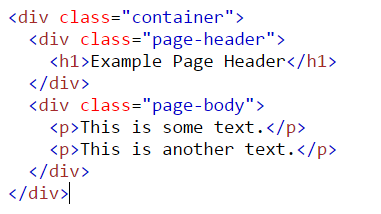 <div class="container">
  <div class="page-header">
    <h1>Example Page Header</h1>
  </div>
  <div class="page-body">
    <p>This is some text.</p>
    <p>This is another text.</p>
  </div>
</div>